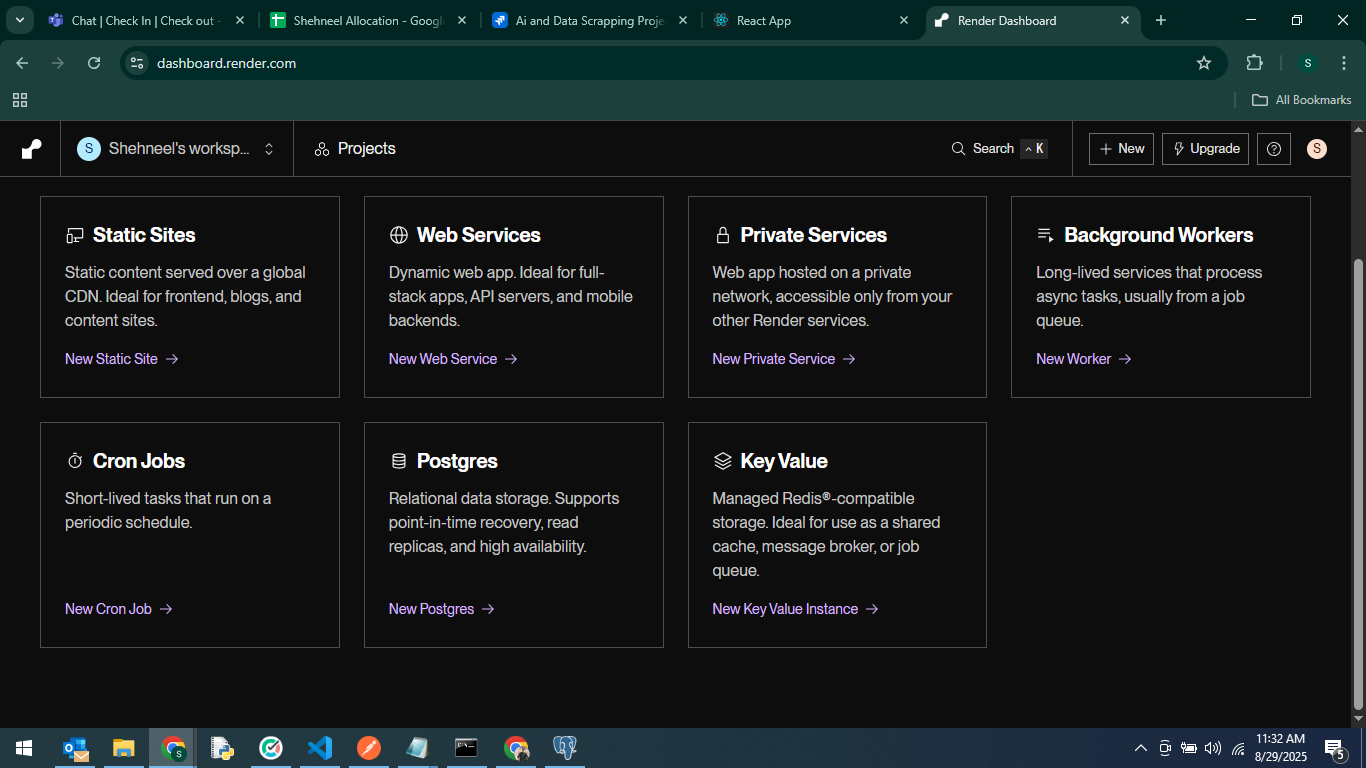 Chat | Check In | Check out -
Shehneel Allocation - Google
Ai and Data Scrapping Proje
React App
Render Dashboard
dashboard.render.com
S
All Bookmarks
S
Shehneel's worksp...
Projects
Search
K
New
Upgrade
S
Static Sites
Static content served over a global
CDN. Ideal for frontend, blogs, and
content sites.
New Static Site
Web Services
Dynamic web app. Ideal for full-
stack apps, API servers, and mobile
backends.
New Web Service
Private Services
Web app hosted on a private
network, accessible only from your
other Render services.
New Private Service
Background Workers
Long-lived services that process
async tasks, usually from a job
queue.
New Worker
Cron Jobs
Short-lived tasks that run on a
periodic schedule.
New Cron Job
Postgres
Relational data storage. Supports
point-in-time recovery, read
replicas, and high availability.
New Postgres
Key Value
Managed Redis®-compatible
storage. Ideal for use as a shared
cache, message broker, or job
queue.
New Key Value Instance
S
11:32 AM
8/29/2025
5